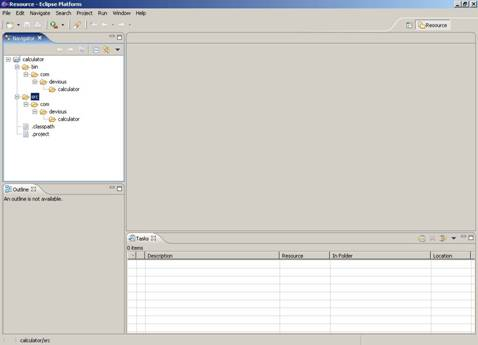 Resource - Eclipse Platform
File Edit Navigate Search Project Run Window Help
Resource
Navigator
calculator
bin
com
devious
calculator
src
com
devious
calculator
.classpath
.project
Outline
An outline is not available.
Tasks
0 items
Description Resource In Folder Location
calculator/src